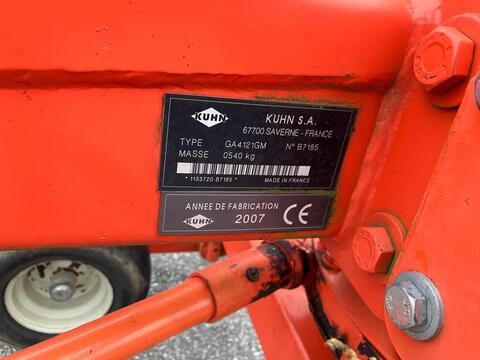 KUHN
KUHN S.A.
67700 SAVERNE - FRANCE
TYPE GA4121GM N° B7185
MASSE 0540 kg
* 1133720 B7185 * MADE IN FRANCE
ANNEE DE FABRICATION
KUHN 2007 CE